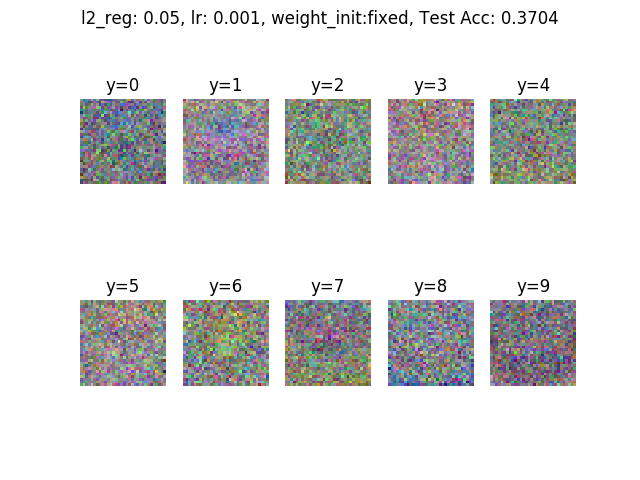 l2_reg: 0.05, lr: 0.001, weight_init:fixed, Test Acc: 0.3704
y=0 y=1 y=2 y=3 y=4
y=5 y=6 y=7 y=8 y=9